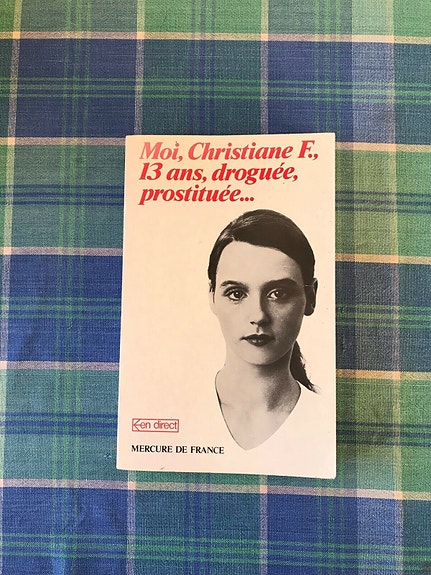 Moi, Christiane F.,
13 ans, droguée,
prostituée...
en direct
MERCURE DE FRANCE